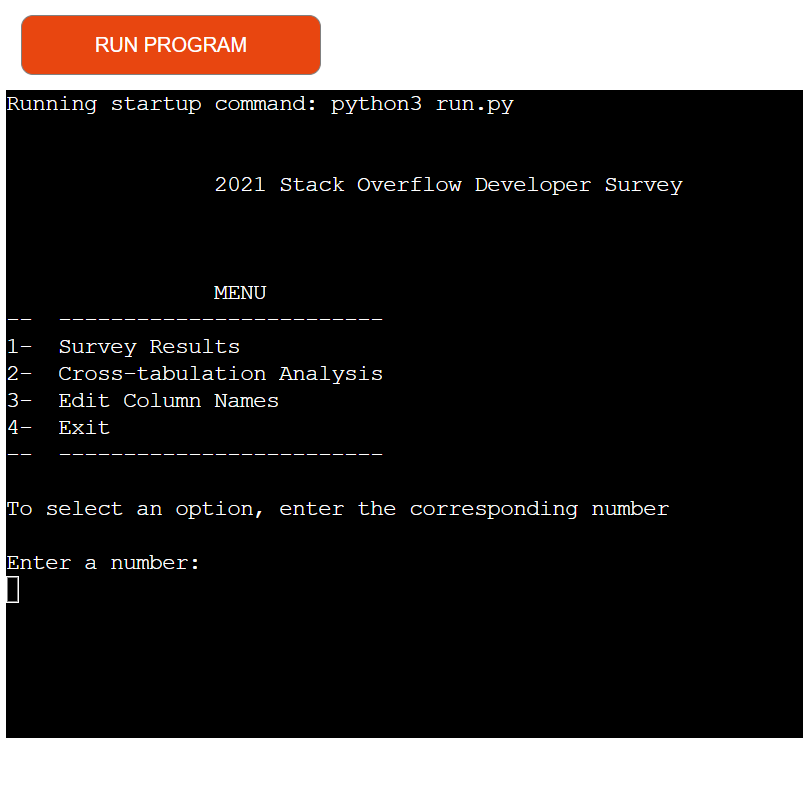 RUN PROGRAM
Running startup command: python3 run.py
2021 Stack Overflow Developer Survey
MENU
--  -------------------------
1-  Survey Results
2-  Cross-tabulation Analysis
3-  Edit Column Names
4-  Exit
--  -------------------------
To select an option, enter the corresponding number
Enter a number: